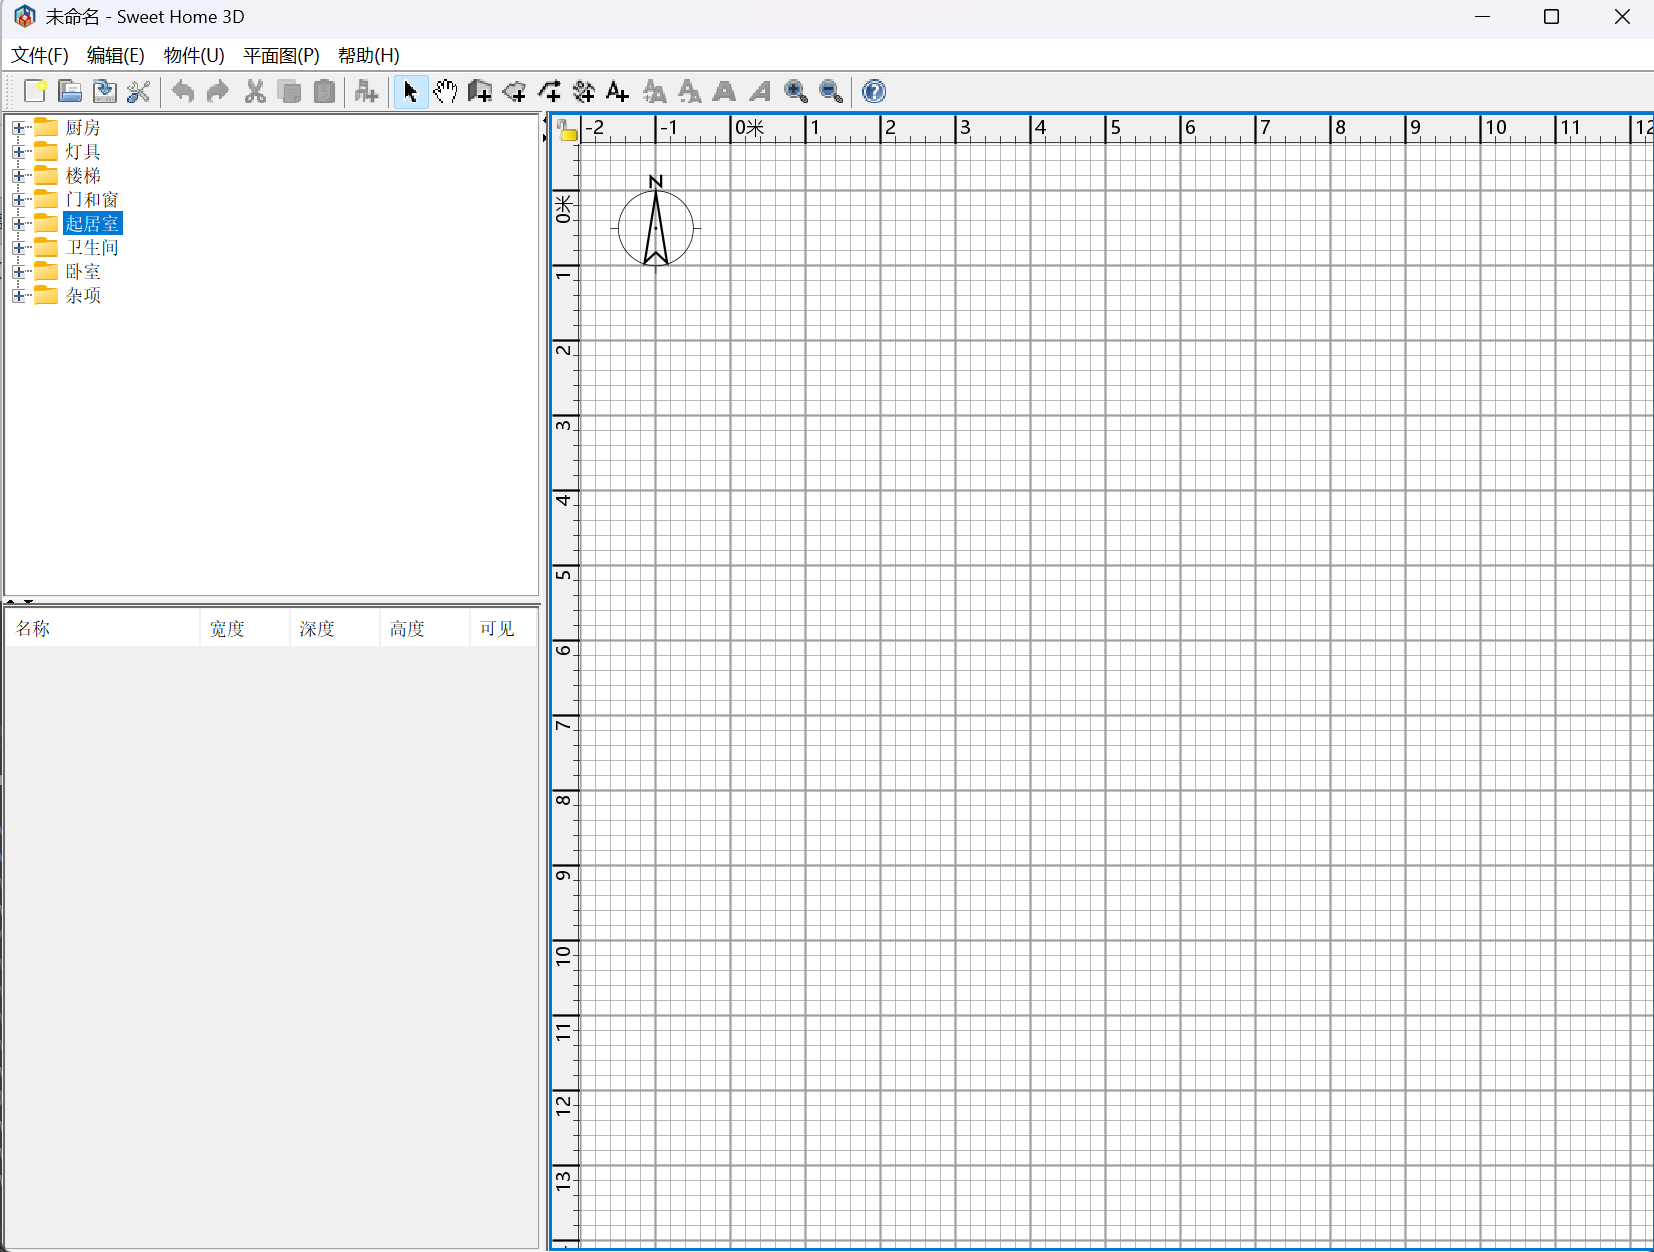 未命名 - Sweet Home 3D
文件(F) 编辑(E) 物件(U) 平面图(P) 帮助(H)
厨房
灯具
楼梯
门和窗
起居室
卫生间
卧室
杂项
名称 宽度 深度 高度 可见
-2 -1 0米 1 2 3 4 5 6 7 8 9 10 11 12
N
0米
1
2
3
4
5
6
7
8
9
10
11
12
13